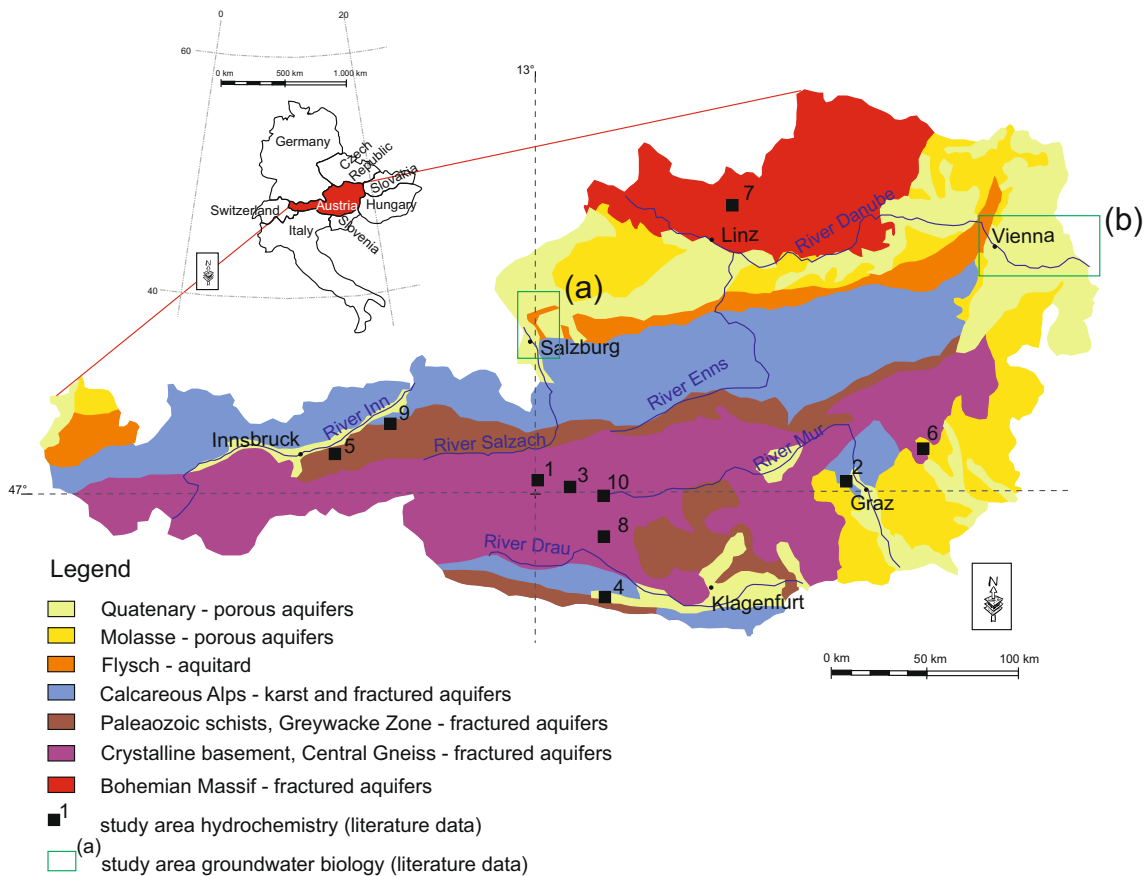 0
20
60
0 km
500 km
1.000 km
13°
Germany
Czech
Republic
Slovakia
Switzerland
Austria
Hungary
Italy
Slovenia
N
40
7
Linz
River Danube
Vienna
(b)
(a)
Salzburg
River Enns
River Inn
9
Innsbruck
5
River Salzach
River Mur
6
1
3
10
2
47°
Graz
8
River Drau
4
Klagenfurt
N
0 km
50 km
100 km
Legend
Quatenary - porous aquifers
Molasse - porous aquifers
Flysch - aquitard
Calcareous Alps - karst and fractured aquifers
Paleaozoic schists, Greywacke Zone - fractured aquifers
Crystalline basement, Central Gneiss - fractured aquifers
Bohemian Massif - fractured aquifers
1 study area hydrochemistry (literature data)
(a) study area groundwater biology (literature data)